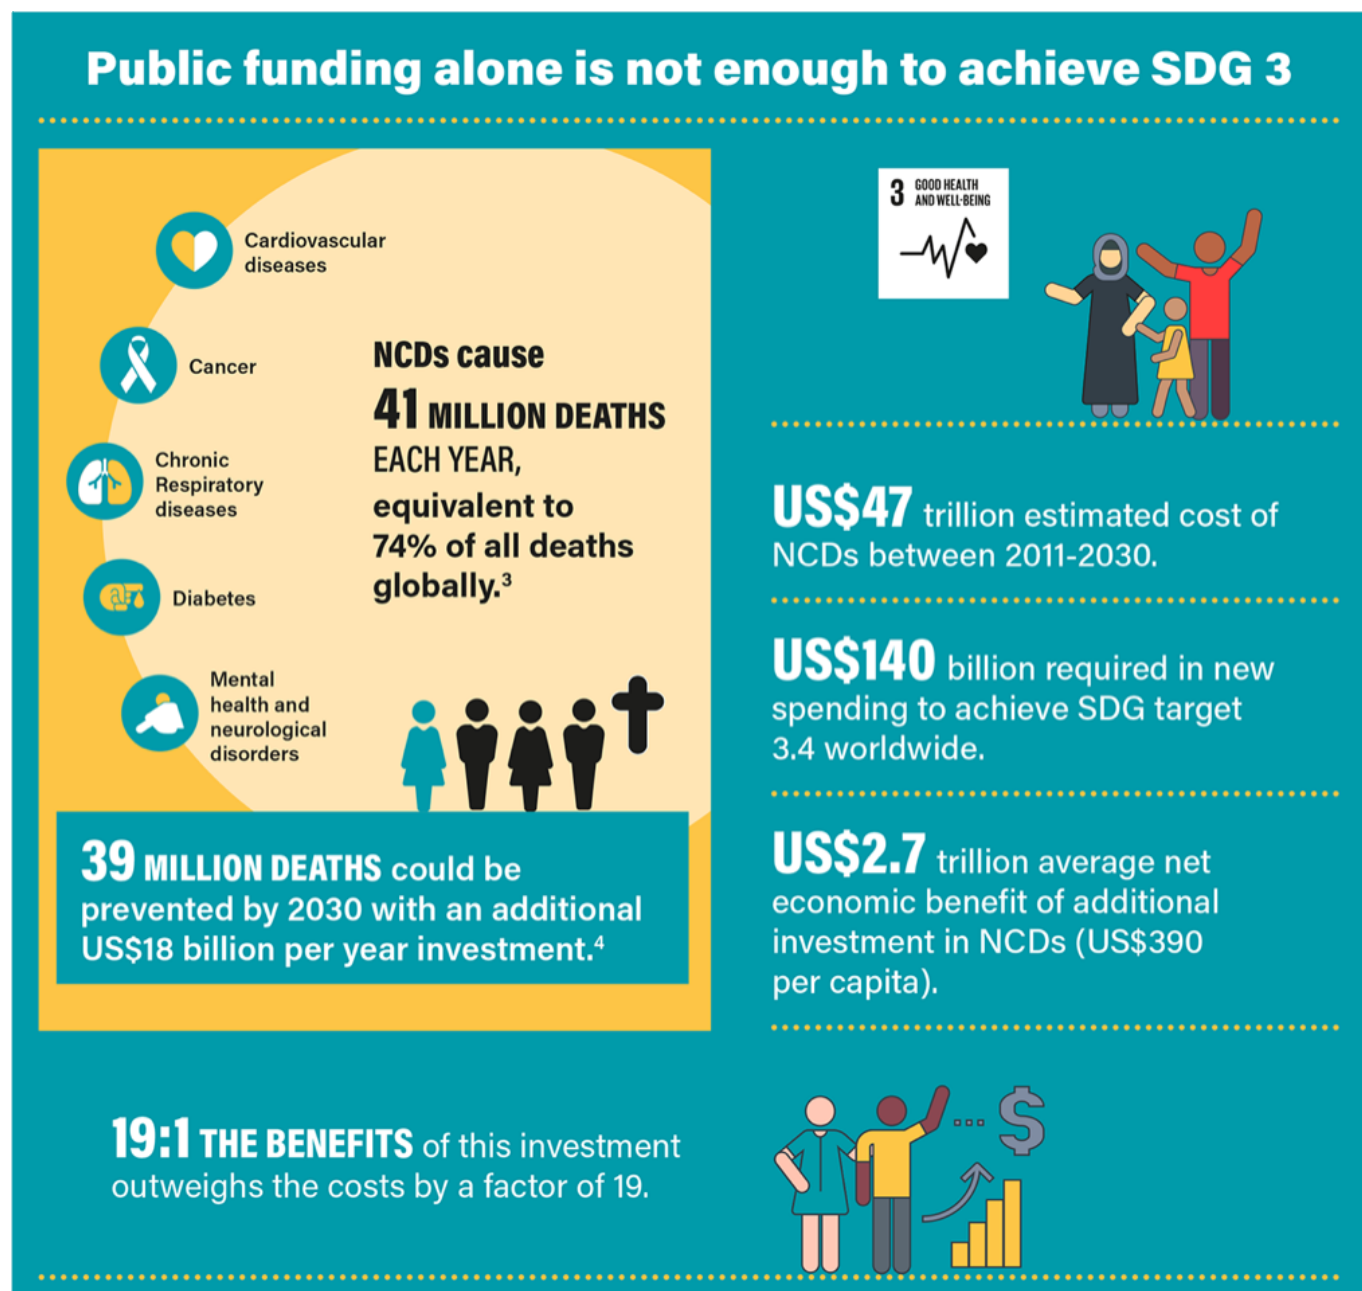 Public funding alone is not enough to achieve SDG 3
Cardiovascular
diseases
Cancer
Chronic
Respiratory
diseases
Diabetes
Mental
health and
neurological
disorders
NCDs cause
41 MILLION DEATHS
EACH YEAR,
equivalent to
74% of all deaths
globally.³
39 MILLION DEATHS could be
prevented by 2030 with an additional
US$18 billion per year investment.⁴
3 GOOD HEALTH
AND WELL-BEING
US$47 trillion estimated cost of
NCDs between 2011-2030.
US$140 billion required in new
spending to achieve SDG target
3.4 worldwide.
US$2.7 trillion average net
economic benefit of additional
investment in NCDs (US$390
per capita).
19:1 THE BENEFITS of this investment
outweighs the costs by a factor of 19.
... $